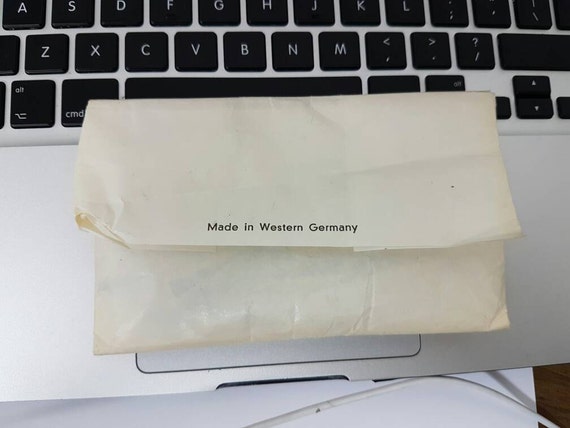 A S D F G H J K L : ;
Z X C V B N M < , > . ? /
alt cmd alt
Made in Western Germany